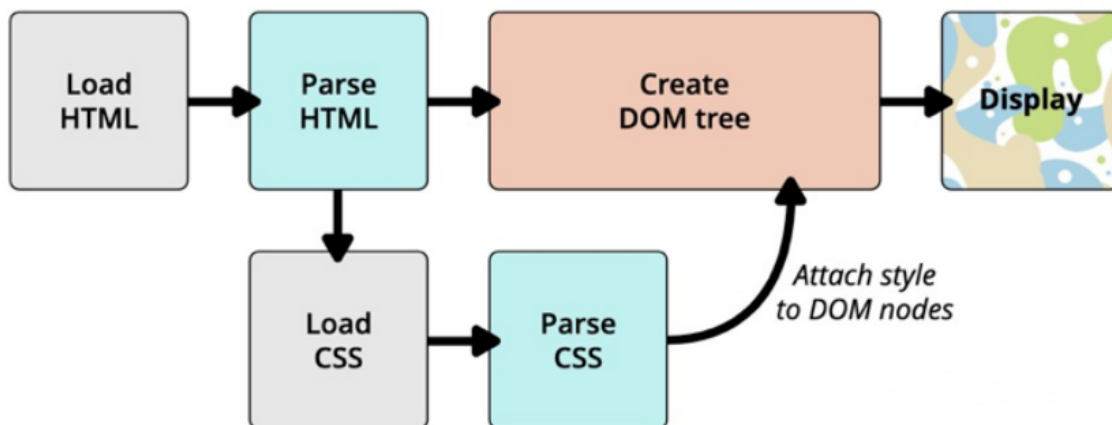 Load
HTML
Parse
HTML
Create
DOM tree
Display
Load
CSS
Parse
CSS
Attach style
to DOM nodes